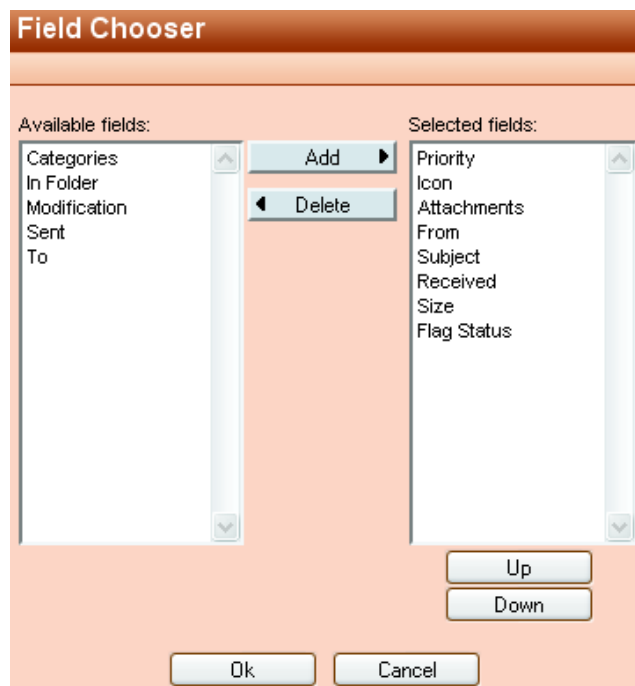 Field Chooser
Available fields:
Categories
In Folder
Modification
Sent
To
Add
Delete
Selected fields:
Priority
Icon
Attachments
From
Subject
Received
Size
Flag Status
Up
Down
Ok
Cancel